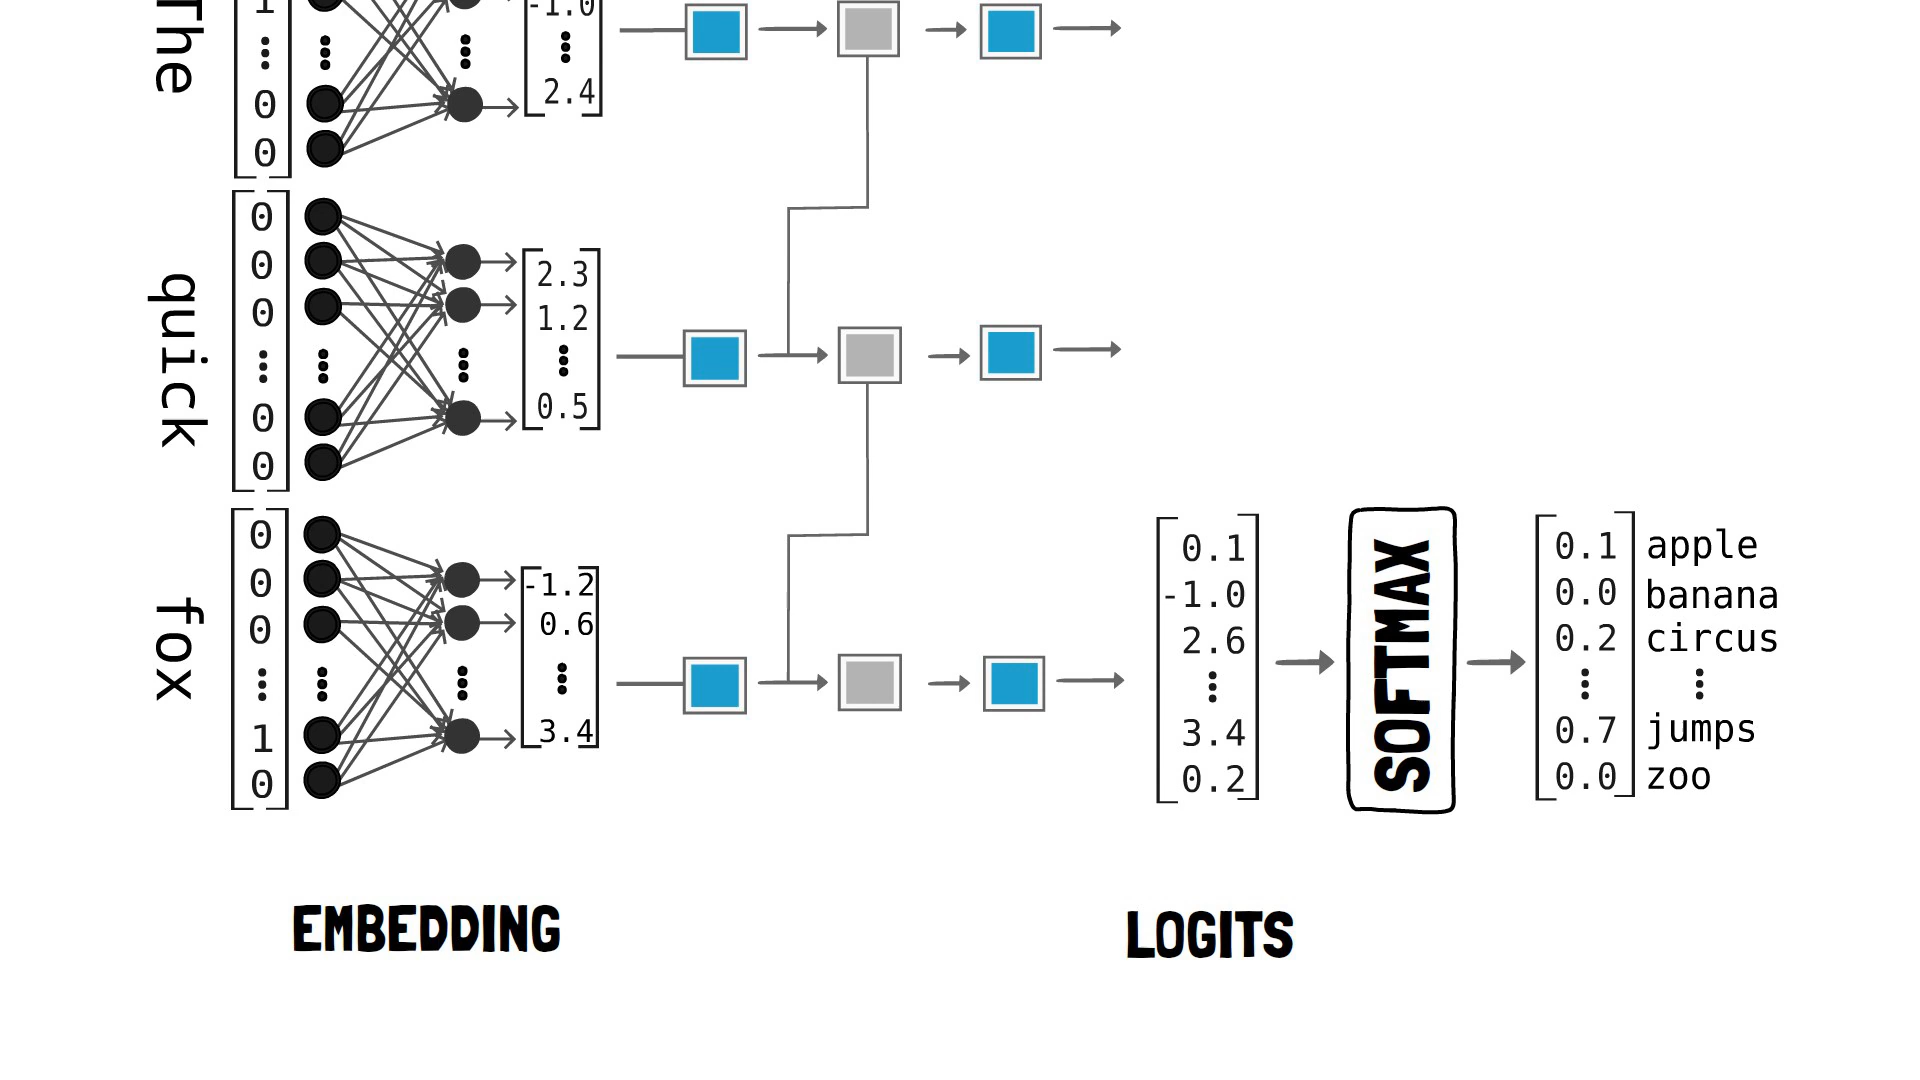 The
1
0
0
-1.0
2.4
quick
0
0
0
0
0
2.3
1.2
0.5
fox
0
0
0
1
0
-1.2
0.6
3.4
0.1
-1.0
2.6
3.4
0.2
SOFTMAX
0.1 apple
0.0 banana
0.2 circus
0.7 jumps
0.0 zoo
EMBEDDING
LOGITS